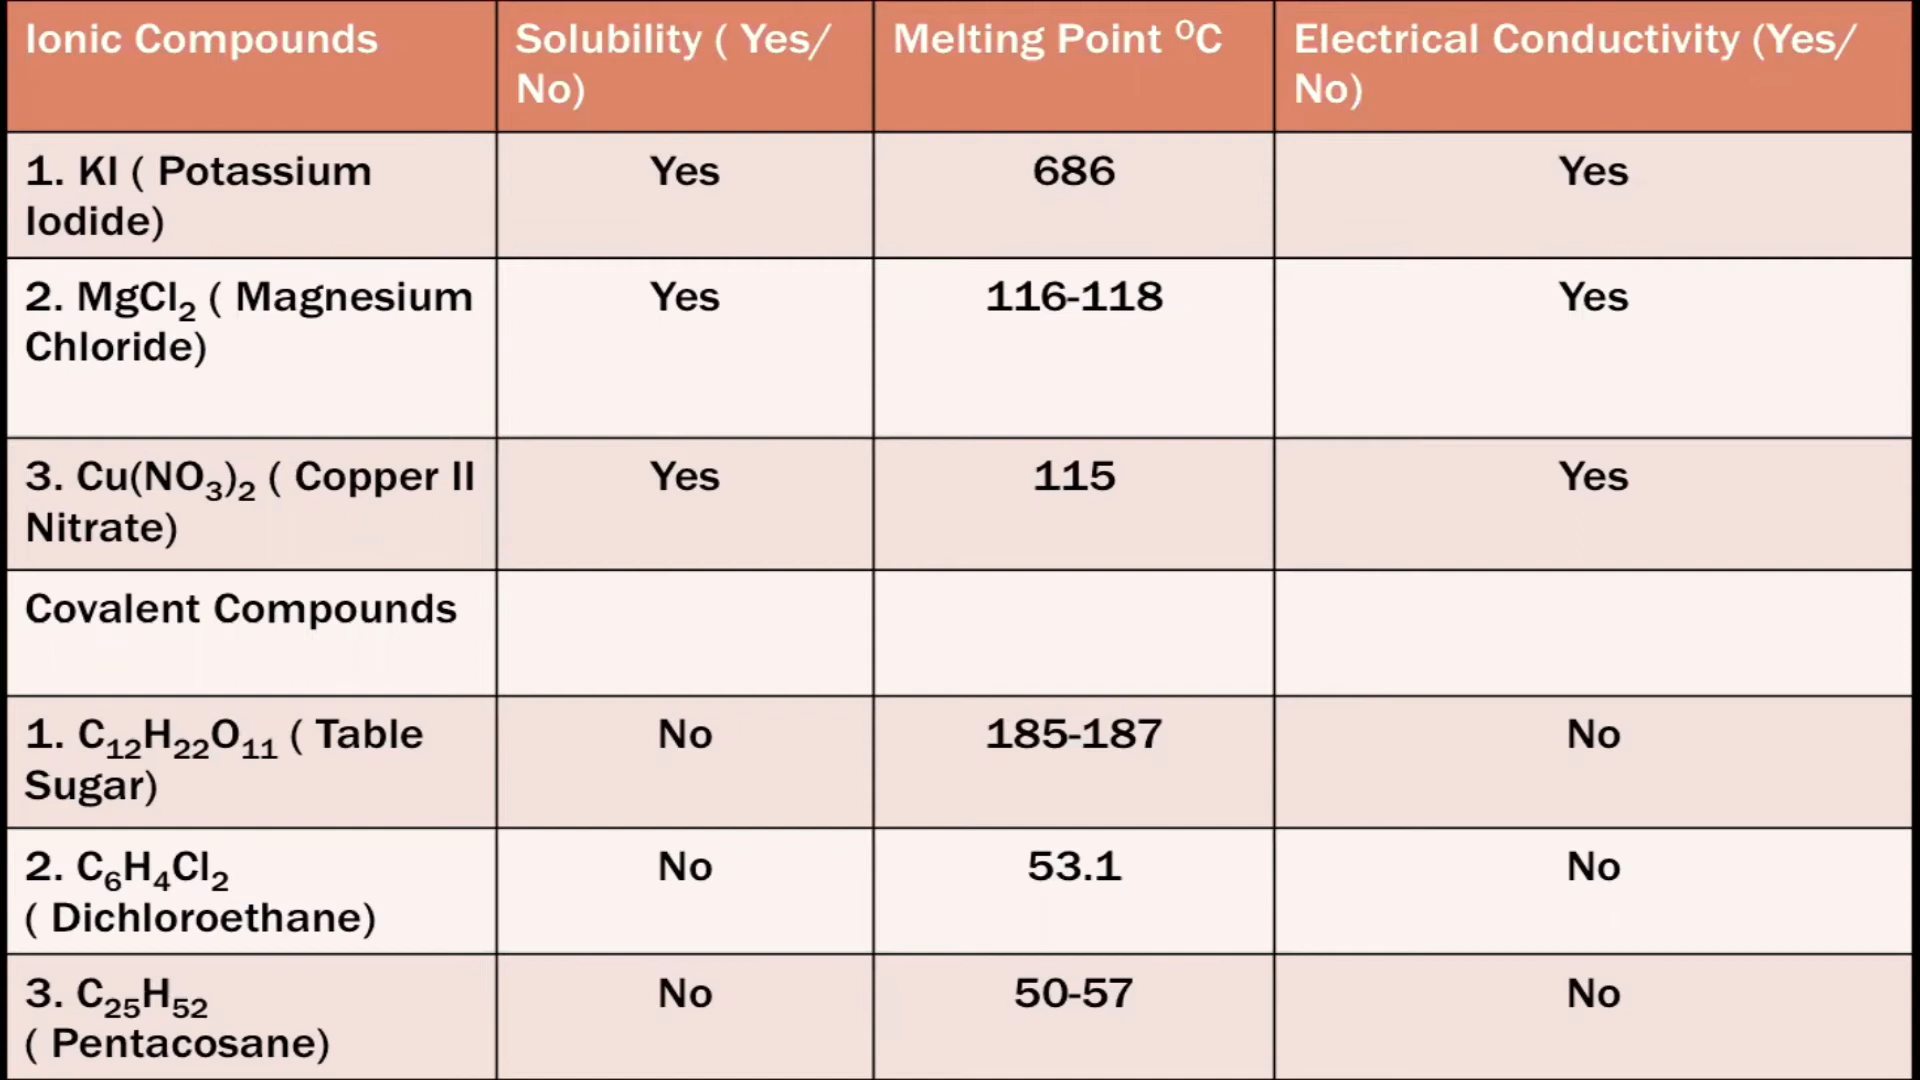 Ionic Compounds
Solubility ( Yes/
No)
Melting Point ⁰C
Electrical Conductivity (Yes/
No)
1. KI ( Potassium
Iodide)
Yes
686
Yes
2. MgCl₂ ( Magnesium
Chloride)
Yes
116-118
Yes
3. Cu(NO₃)₂ ( Copper II
Nitrate)
Yes
115
Yes
Covalent Compounds
1. C₁₂H₂₂O₁₁ ( Table
Sugar)
No
185-187
No
2. C₆H₄Cl₂
( Dichloroethane)
No
53.1
No
3. C₂₅H₅₂
( Pentacosane)
No
50-57
No